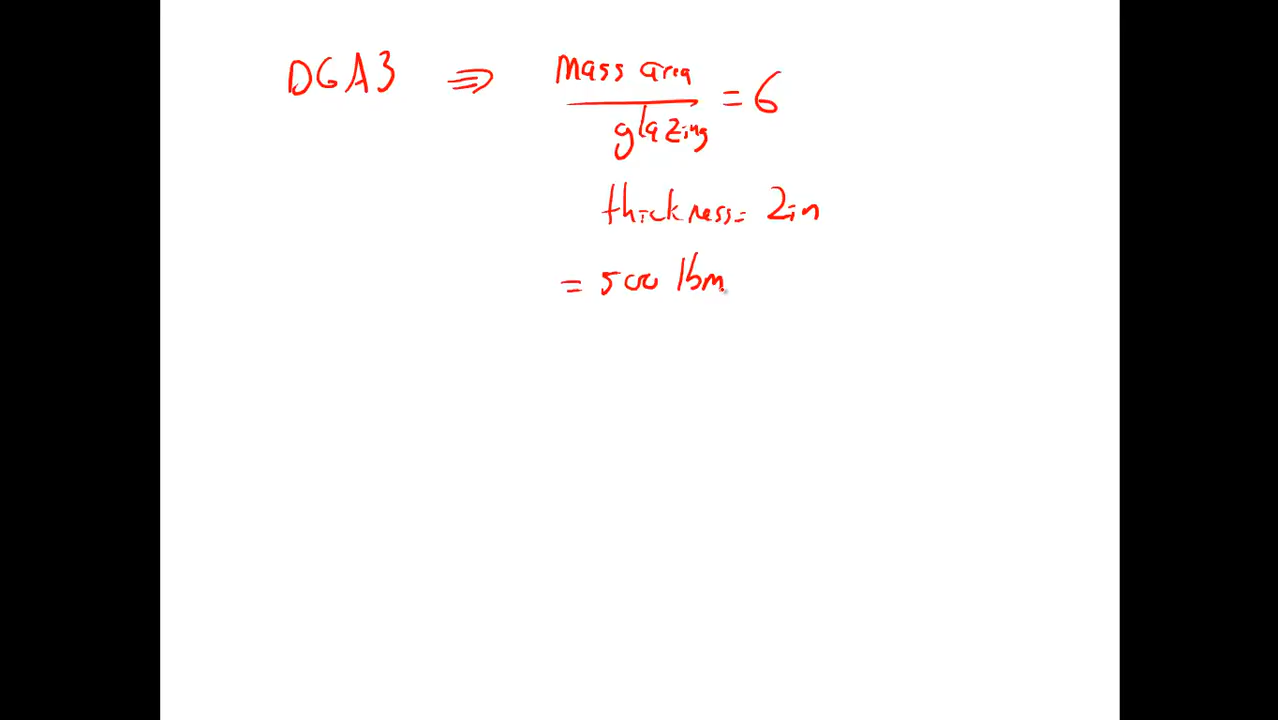 DGA3 ⇒ Mass area / glazing = 6
thickness = 2in
= 500 lbm